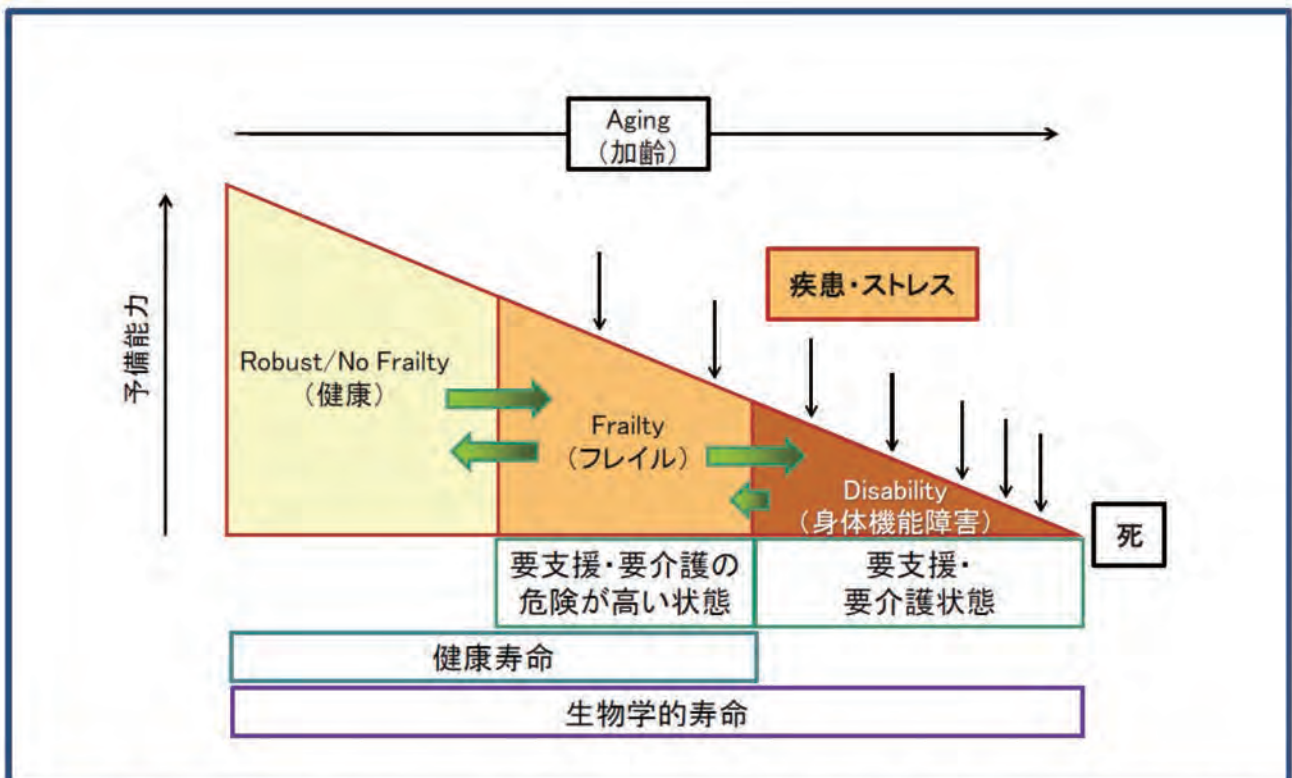 Aging
(加齢)
疾患・ストレス
予備能力
Robust/No Frailty
(健康)
Frailty
(フレイル)
Disability
(身体機能障害)
死
要支援・要介護の
危険が高い状態
要支援・
要介護状態
健康寿命
生物学的寿命